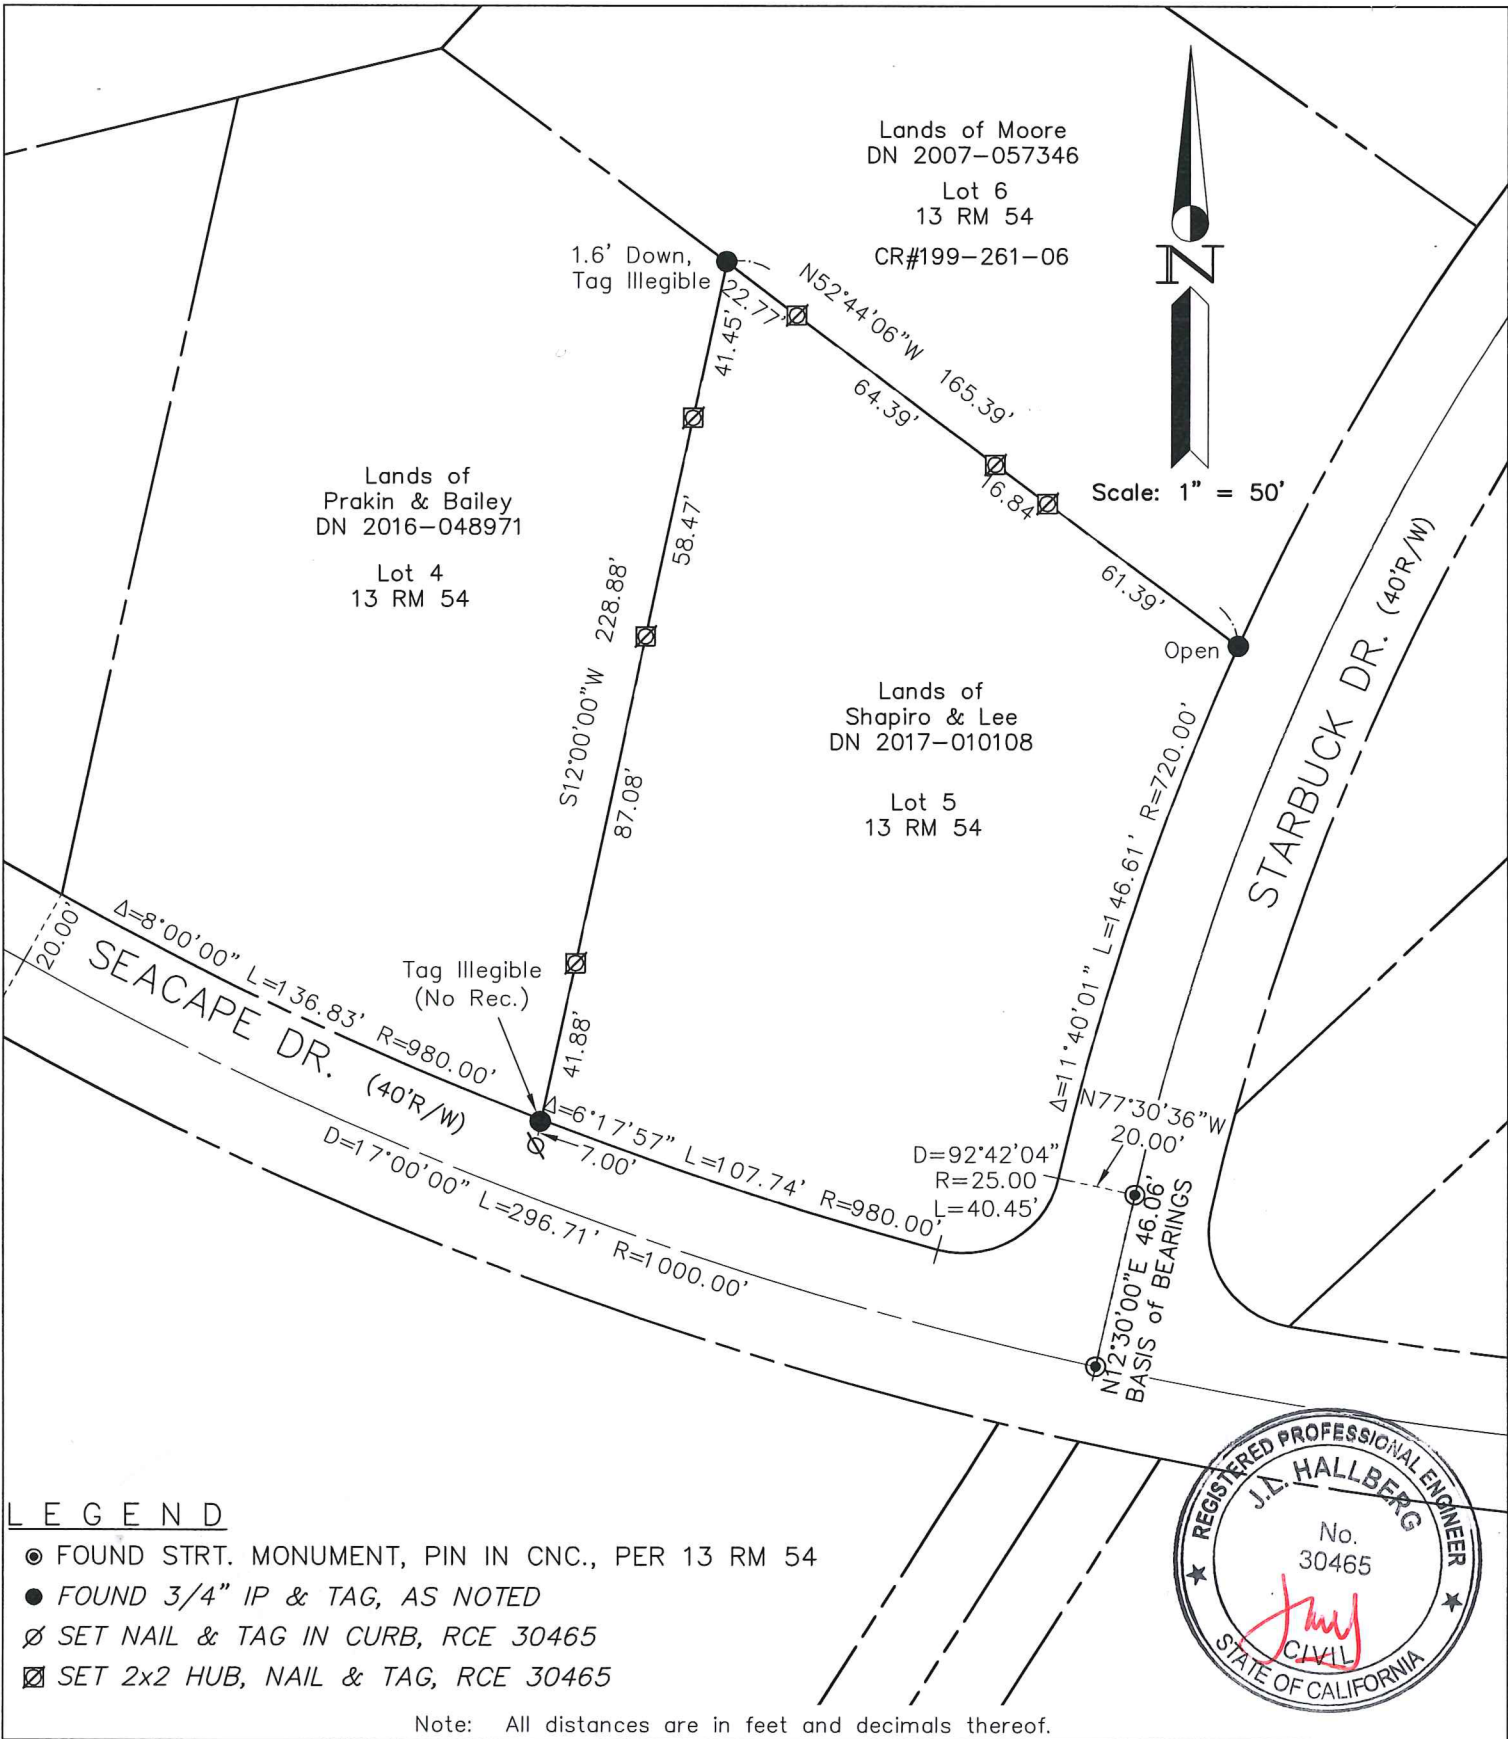 Lands of Moore
DN 2007-057346
Lot 6
13 RM 54
CR#199-261-06
N
Scale: 1" = 50'
1.6' Down,
Tag Illegible
22.77'
N52°44'06"W 165.39'
41.45'
64.39'
16.84
61.39'
Open
Lands of
Prakin & Bailey
DN 2016-048971
Lot 4
13 RM 54
58.47'
S12°00'00"W 228.88'
87.08'
41.88'
Lands of
Shapiro & Lee
DN 2017-010108
Lot 5
13 RM 54
STARBUCK DR. (40'R/W)
Δ=11°40'01" L=146.61' R=720.00'
20.00'
Δ=8°00'00" L=136.83' R=980.00'
SEACAPE DR. (40'R/W)
Tag Illegible
(No Rec.)
Δ=6°17'57" L=107.74' R=980.00'
7.00'
D=17°00'00" L=296.71' R=1000.00'
N77°30'36"W
20.00'
D=92°42'04"
R=25.00
L=40.45'
N12°30'00"E 46.06'
BASIS of BEARINGS
LEGEND
FOUND STRT. MONUMENT, PIN IN CNC., PER 13 RM 54
FOUND 3/4" IP & TAG, AS NOTED
SET NAIL & TAG IN CURB, RCE 30465
SET 2x2 HUB, NAIL & TAG, RCE 30465
Note: All distances are in feet and decimals thereof.
REGISTERED PROFESSIONAL ENGINEER
J.L. HALLBERG
No.
30465
CIVIL
STATE OF CALIFORNIA